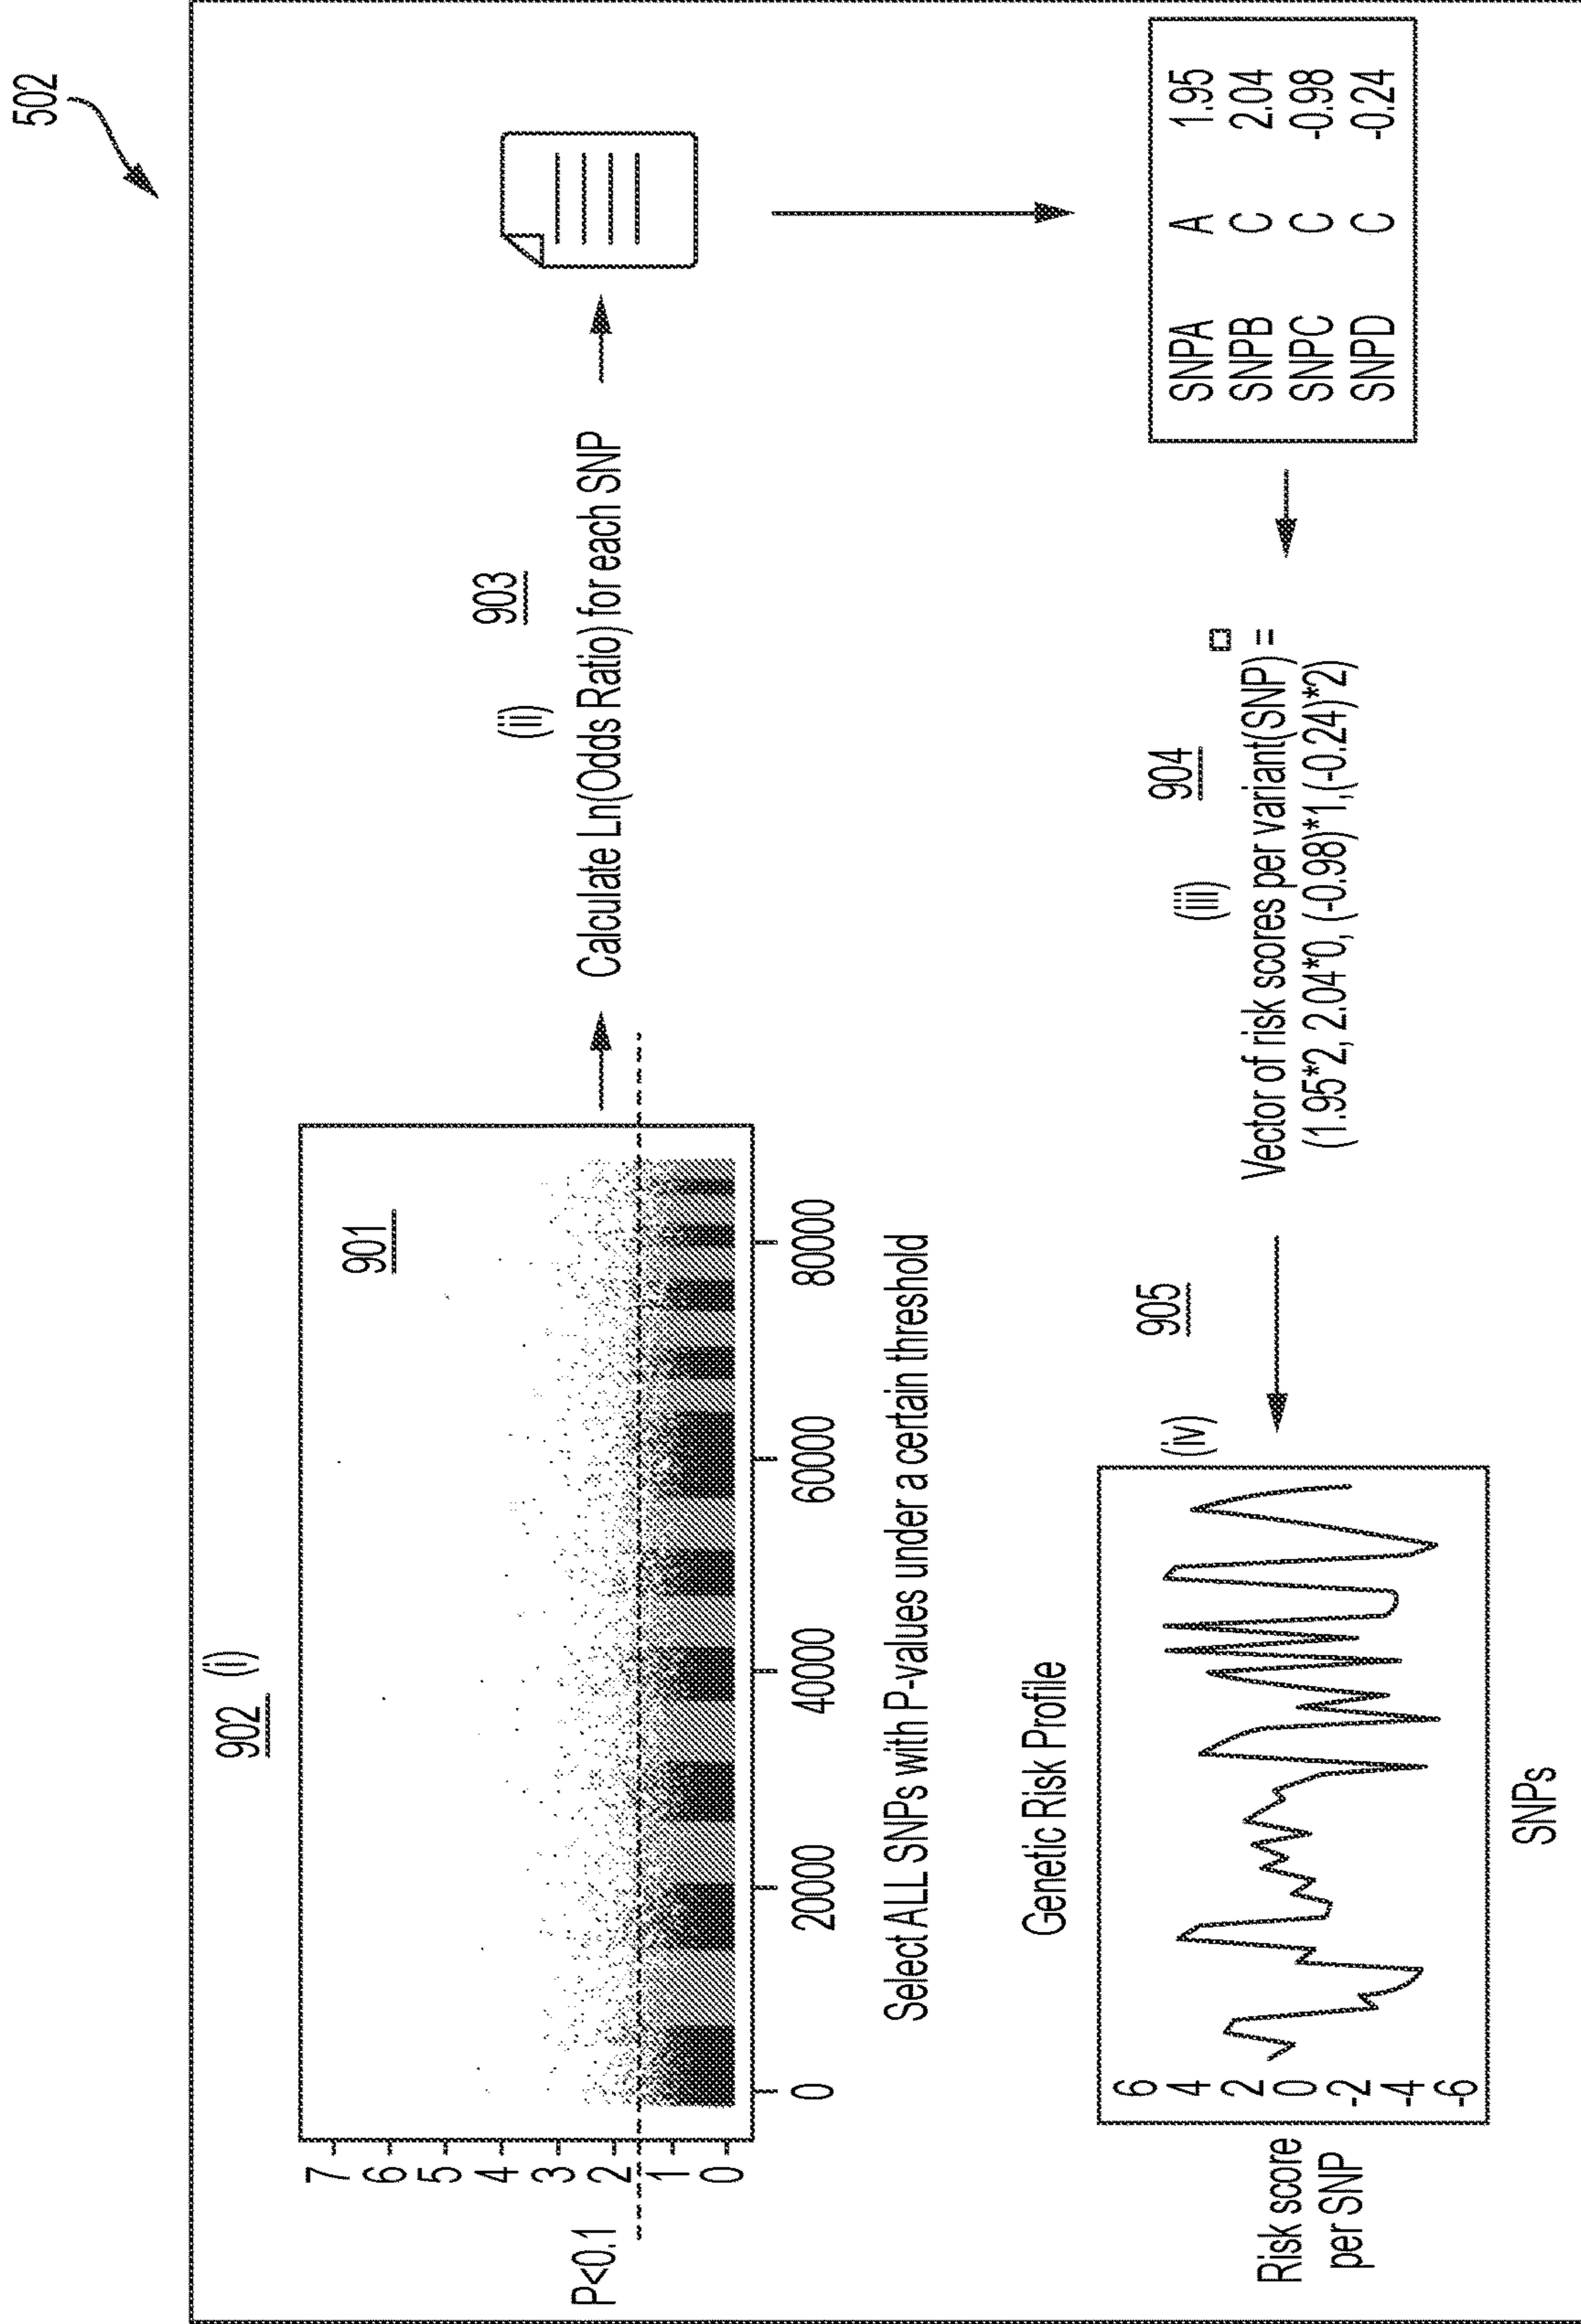 502
902 (i)
901
7
6
5
4
3
2
1
0
P<0.1
0 20000 40000 60000 80000
Select ALL SNPs with P-values under a certain threshold
903
(ii)
Calculate Ln(Odds Ratio) for each SNP
SNPA A 1.95
SNPB C 2.04
SNPC C -0.98
SNPD C -0.24
904
(iii)
Vector of risk scores per variant(SNP) =
(1.95*2, 2.04*0, (-0.98)*1,(-0.24)*2)
905
(iv)
Genetic Risk Profile
6
4
2
0
-2
-4
-6
Risk score
per SNP
SNPs